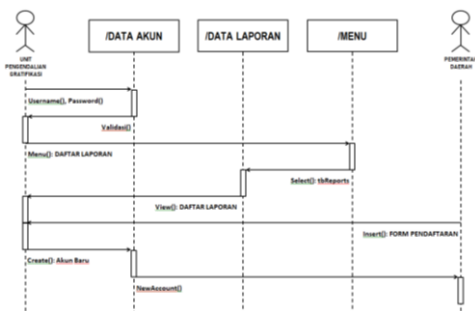 /DATA AKUN
/DATA LAPORAN
/MENU
UNIT
PENGENDALIAN
GRATIFIKASI
PEMERINTAH
DAERAH
Username(), Password()
Validasi()
Menu(): DAFTAR LAPORAN
Select(): tbReports
View(): DAFTAR LAPORAN
Insert(): FORM PENDAFTARAN
Create(): Akun Baru
NewAccount()